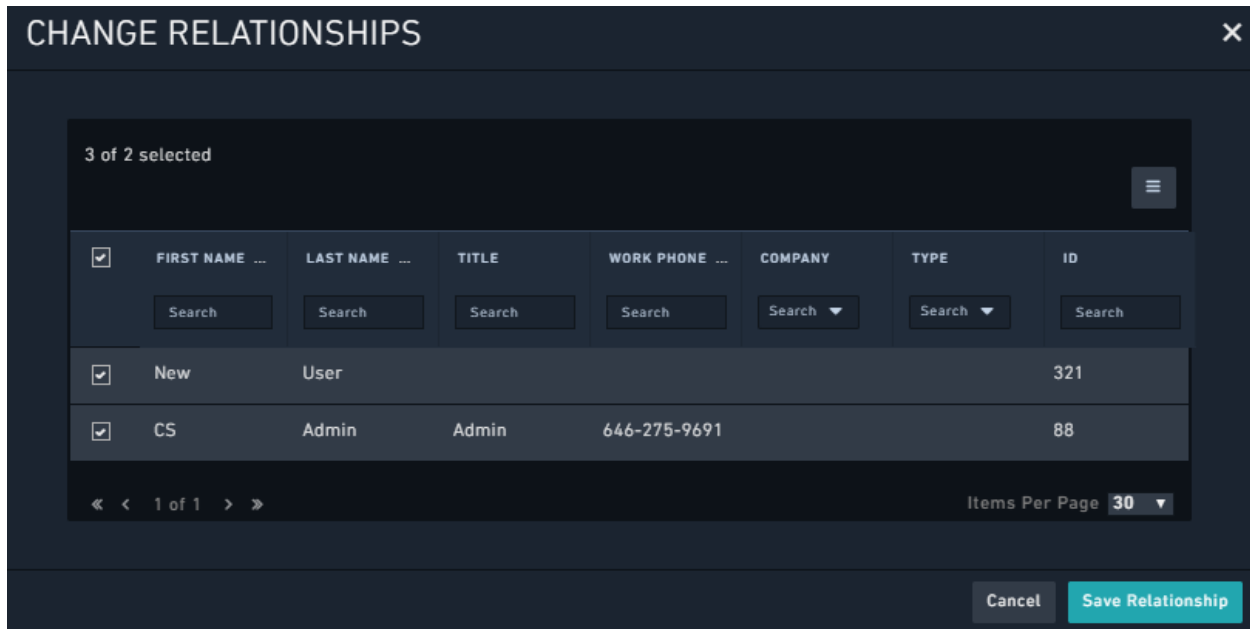 CHANGE RELATIONSHIPS
3 of 2 selected
FIRST NAME ... LAST NAME ... TITLE WORK PHONE ... COMPANY TYPE ID
Search Search Search Search Search Search Search
New User 321
CS Admin Admin 646-275-9691 88
« ‹ 1 of 1 › » Items Per Page 30
Cancel Save Relationship